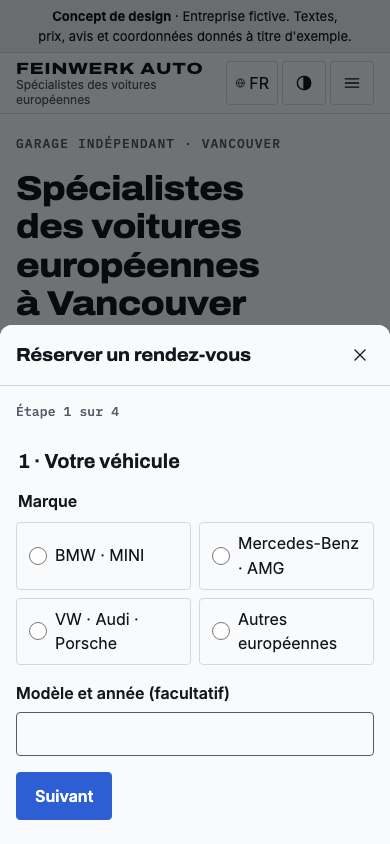 Concept de design · Entreprise fictive. Textes,
prix, avis et coordonnées donnés à titre d'exemple.
FEINWERK AUTO
Spécialistes des voitures
européennes
FR
GARAGE INDÉPENDANT · VANCOUVER
Spécialistes
des voitures
européennes
à Vancouver
Réserver un rendez-vous
Étape 1 sur 4
1 · Votre véhicule
Marque
BMW · MINI
Mercedes-Benz
· AMG
VW · Audi ·
Porsche
Autres
européennes
Modèle et année (facultatif)
Suivant